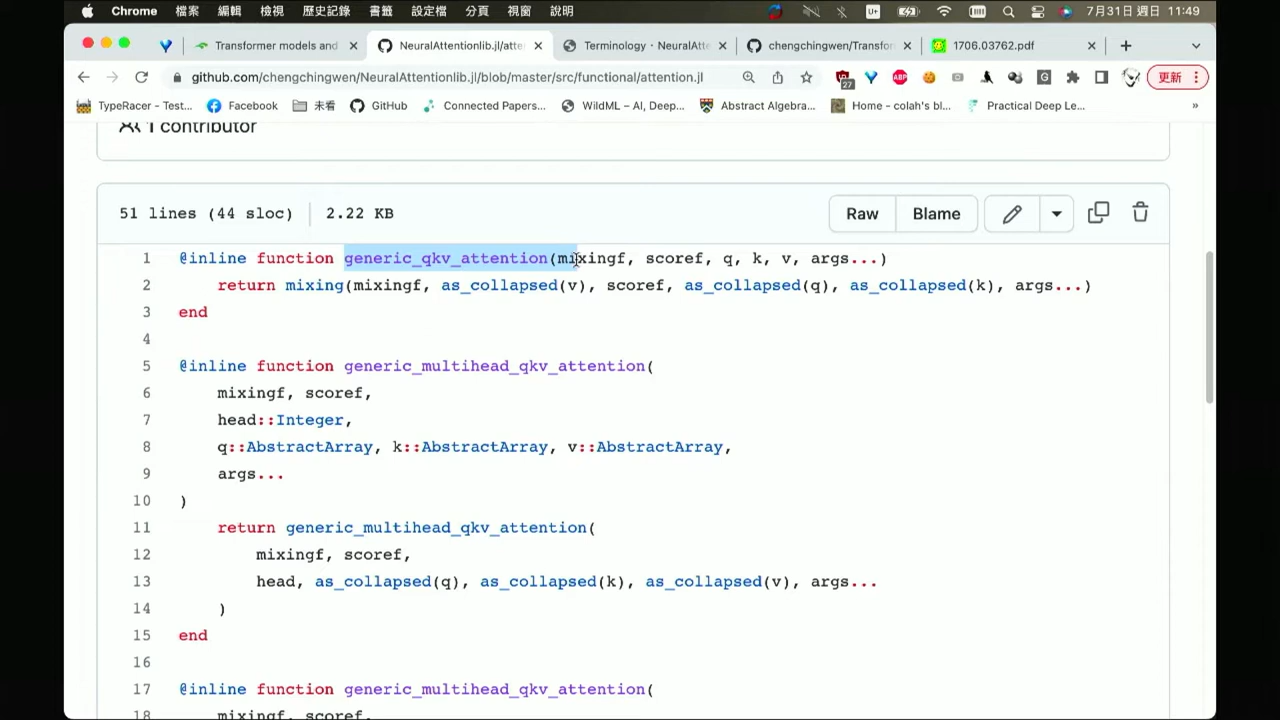 Chrome 檔案 編輯 檢視 歷史記錄 書籤 設定檔 分頁 視窗 說明 7月31日 週日 11:49
Transformer models and NeuralAttentionlib.jl/atte Terminology · NeuralAtte chengchingwen/Transfor 1706.03762.pdf
github.com/chengchingwen/NeuralAttentionlib.jl/blob/master/src/functional/attention.jl 27 ABP 更新
TypeRacer - Test... Facebook 未看 GitHub Connected Papers... WildML – AI, Deep... Abstract Algebra... Home - colah's bl... Practical Deep Le... »
1 contributor
51 lines (44 sloc) 2.22 KB Raw Blame
1 @inline function generic_qkv_attention(mixingf, scoref, q, k, v, args...)
2 return mixing(mixingf, as_collapsed(v), scoref, as_collapsed(q), as_collapsed(k), args...)
3 end
4
5 @inline function generic_multihead_qkv_attention(
6 mixingf, scoref,
7 head::Integer,
8 q::AbstractArray, k::AbstractArray, v::AbstractArray,
9 args...
10 )
11 return generic_multihead_qkv_attention(
12 mixingf, scoref,
13 head, as_collapsed(q), as_collapsed(k), as_collapsed(v), args...
14 )
15 end
16
17 @inline function generic_multihead_qkv_attention(
18 mixingf, scoref,